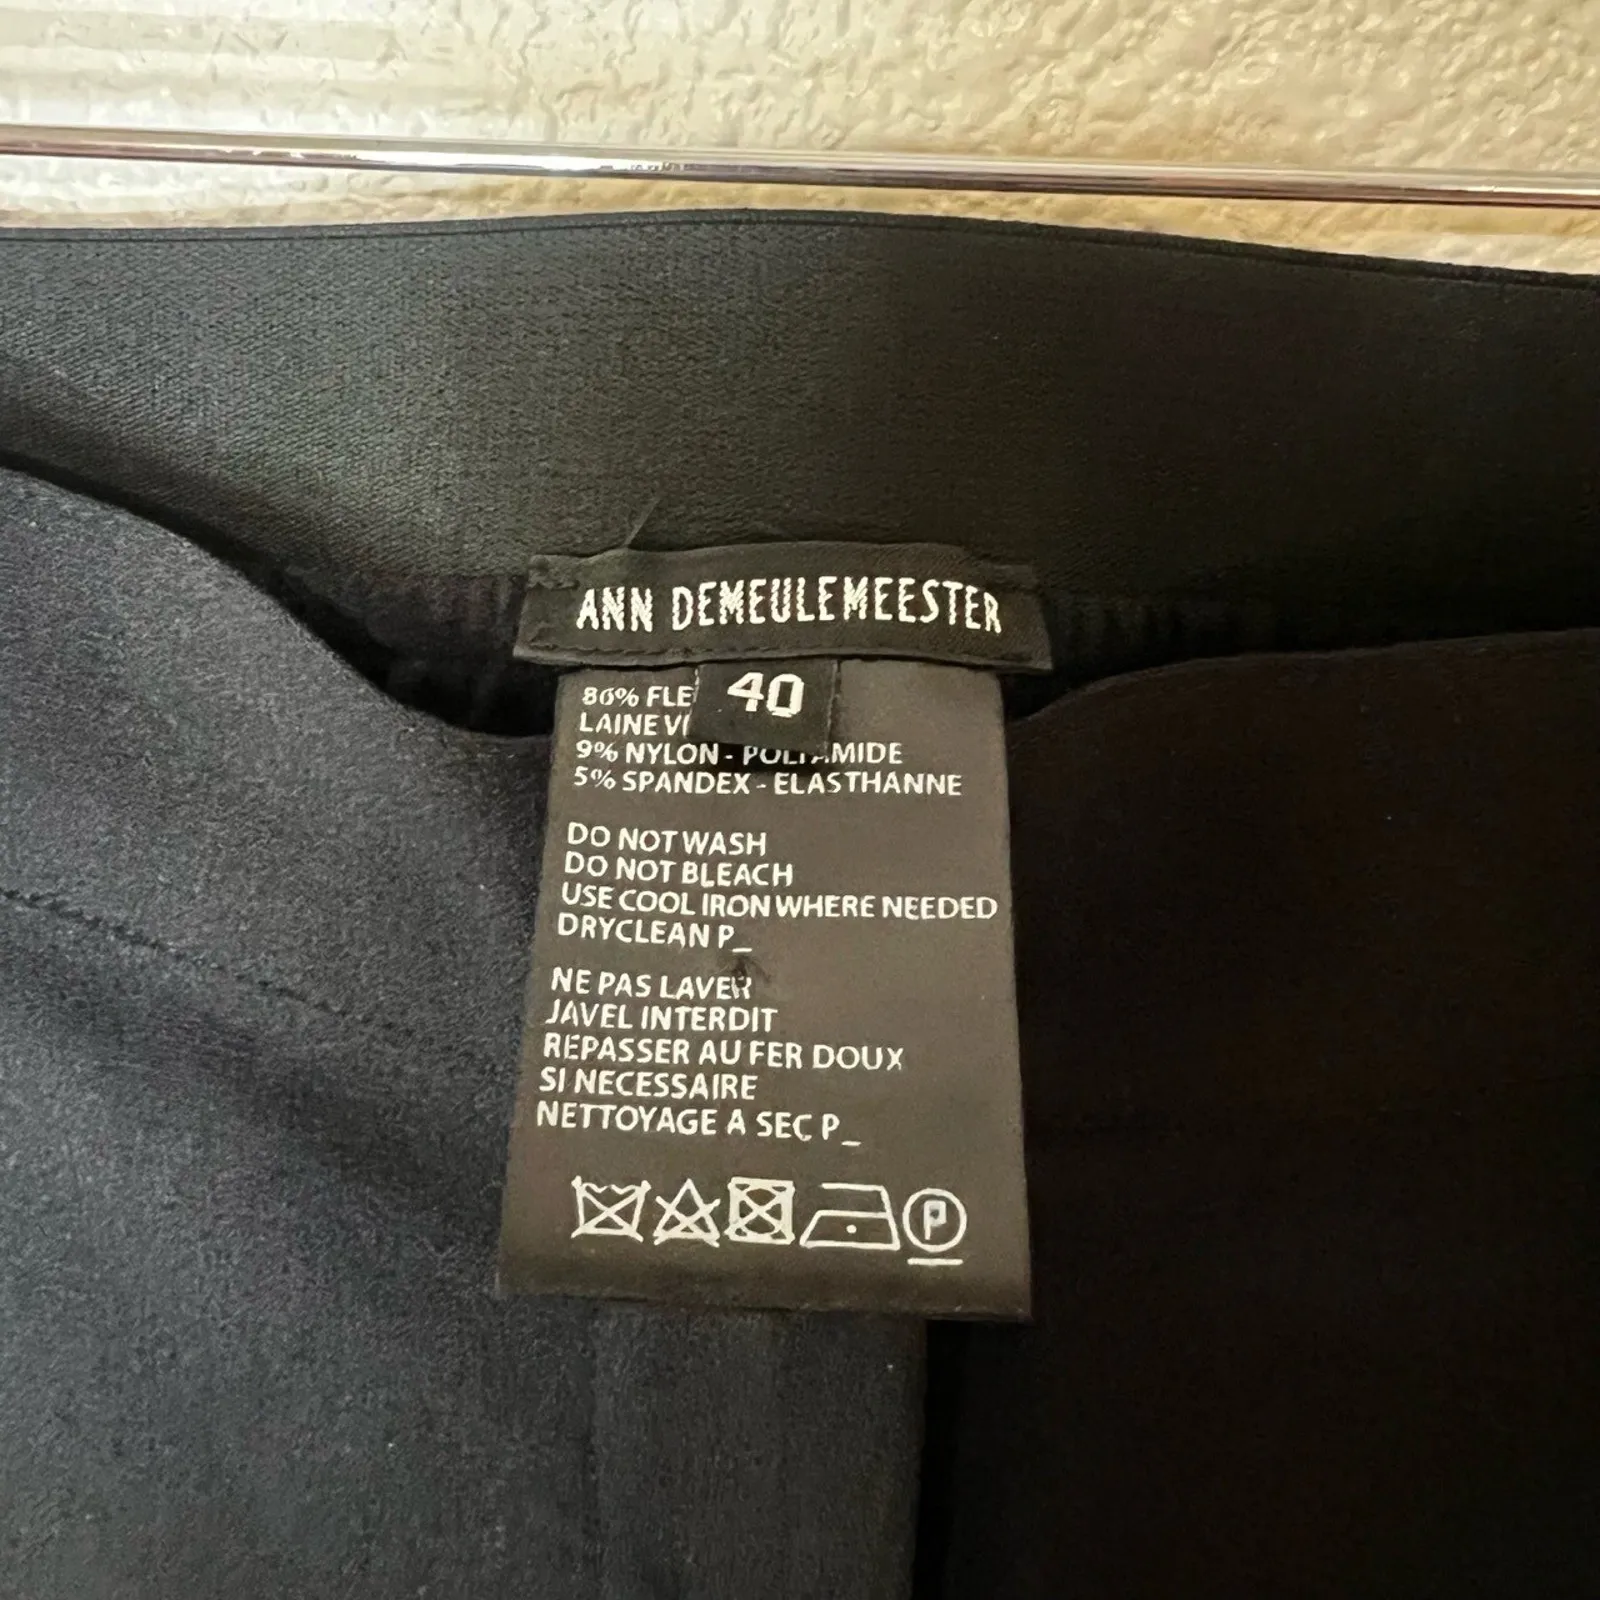 ANN DEMEULEMEESTER
40
86% FLE
LAINE VI
9% NYLON - POLYAMIDE
5% SPANDEX - ELASTHANNE
DO NOT WASH
DO NOT BLEACH
USE COOL IRON WHERE NEEDED
DRYCLEAN P_
NE PAS LAVER
JAVEL INTERDIT
REPASSER AU FER DOUX
SI NECESSAIRE
NETTOYAGE A SEC P_
P